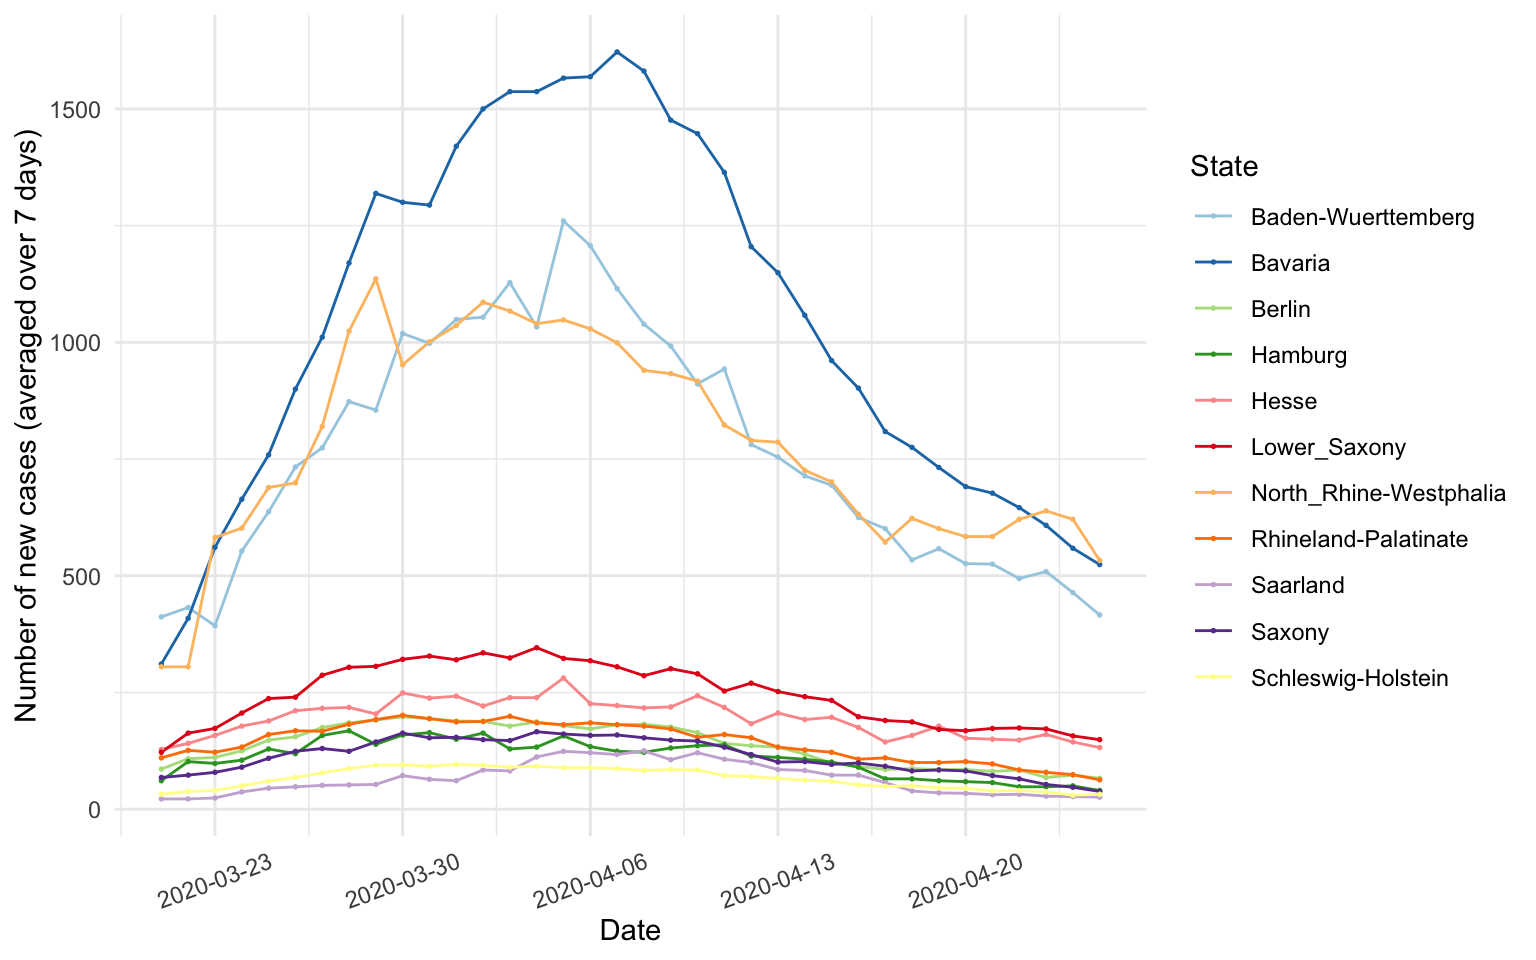 Number of new cases (averaged over 7 days)
1500
1000
500
0
2020-03-23
2020-03-30
2020-04-06
2020-04-13
2020-04-20
Date
State
Baden-Wuerttemberg
Bavaria
Berlin
Hamburg
Hesse
Lower_Saxony
North_Rhine-Westphalia
Rhineland-Palatinate
Saarland
Saxony
Schleswig-Holstein